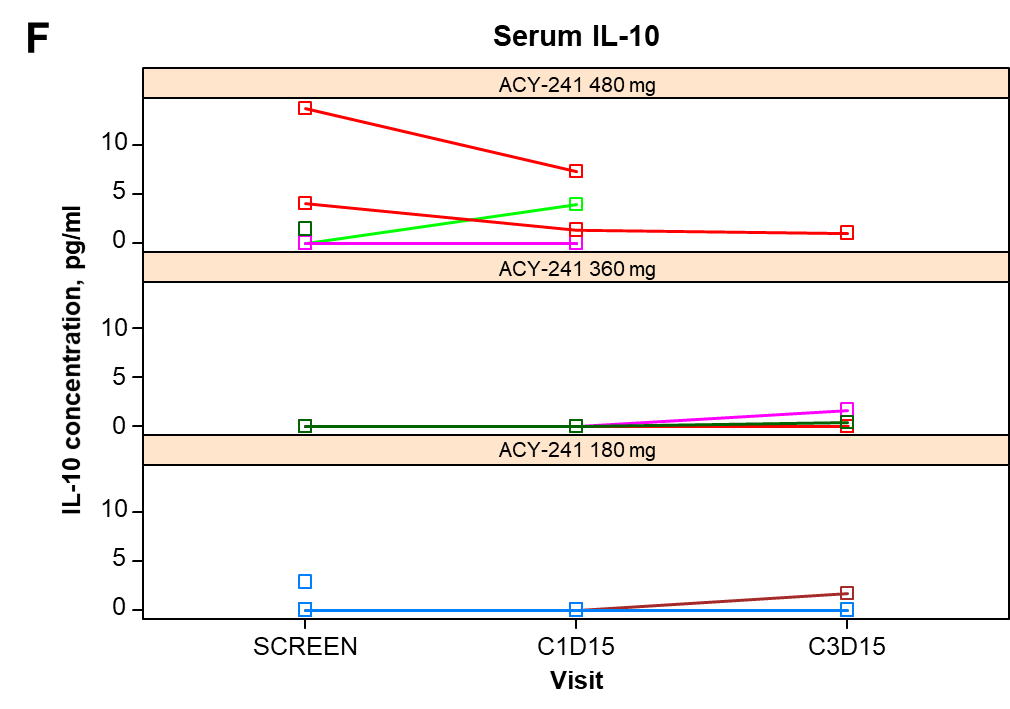 F
Serum IL-10
ACY-241 480 mg
10
5
0
ACY-241 360 mg
10
5
0
ACY-241 180 mg
10
5
0
IL-10 concentration, pg/ml
SCREEN C1D15 C3D15
Visit